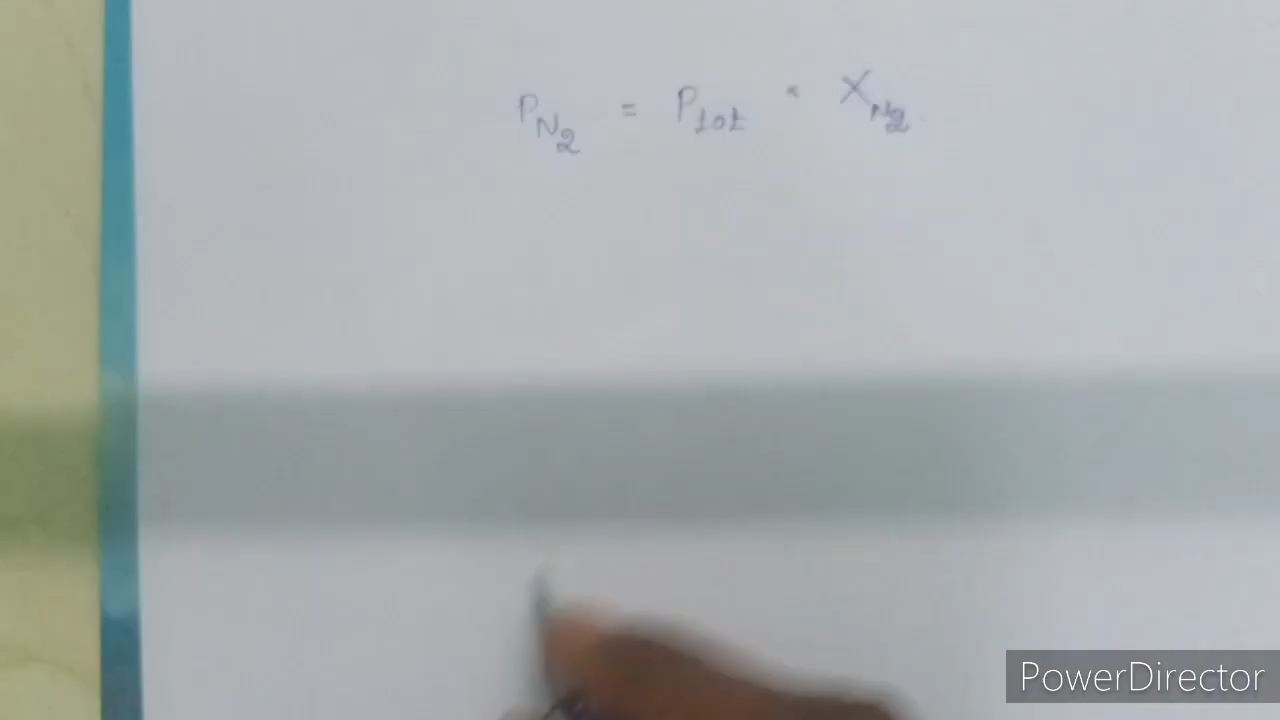 P_N₂ = P_tot × X_N₂
PowerDirector